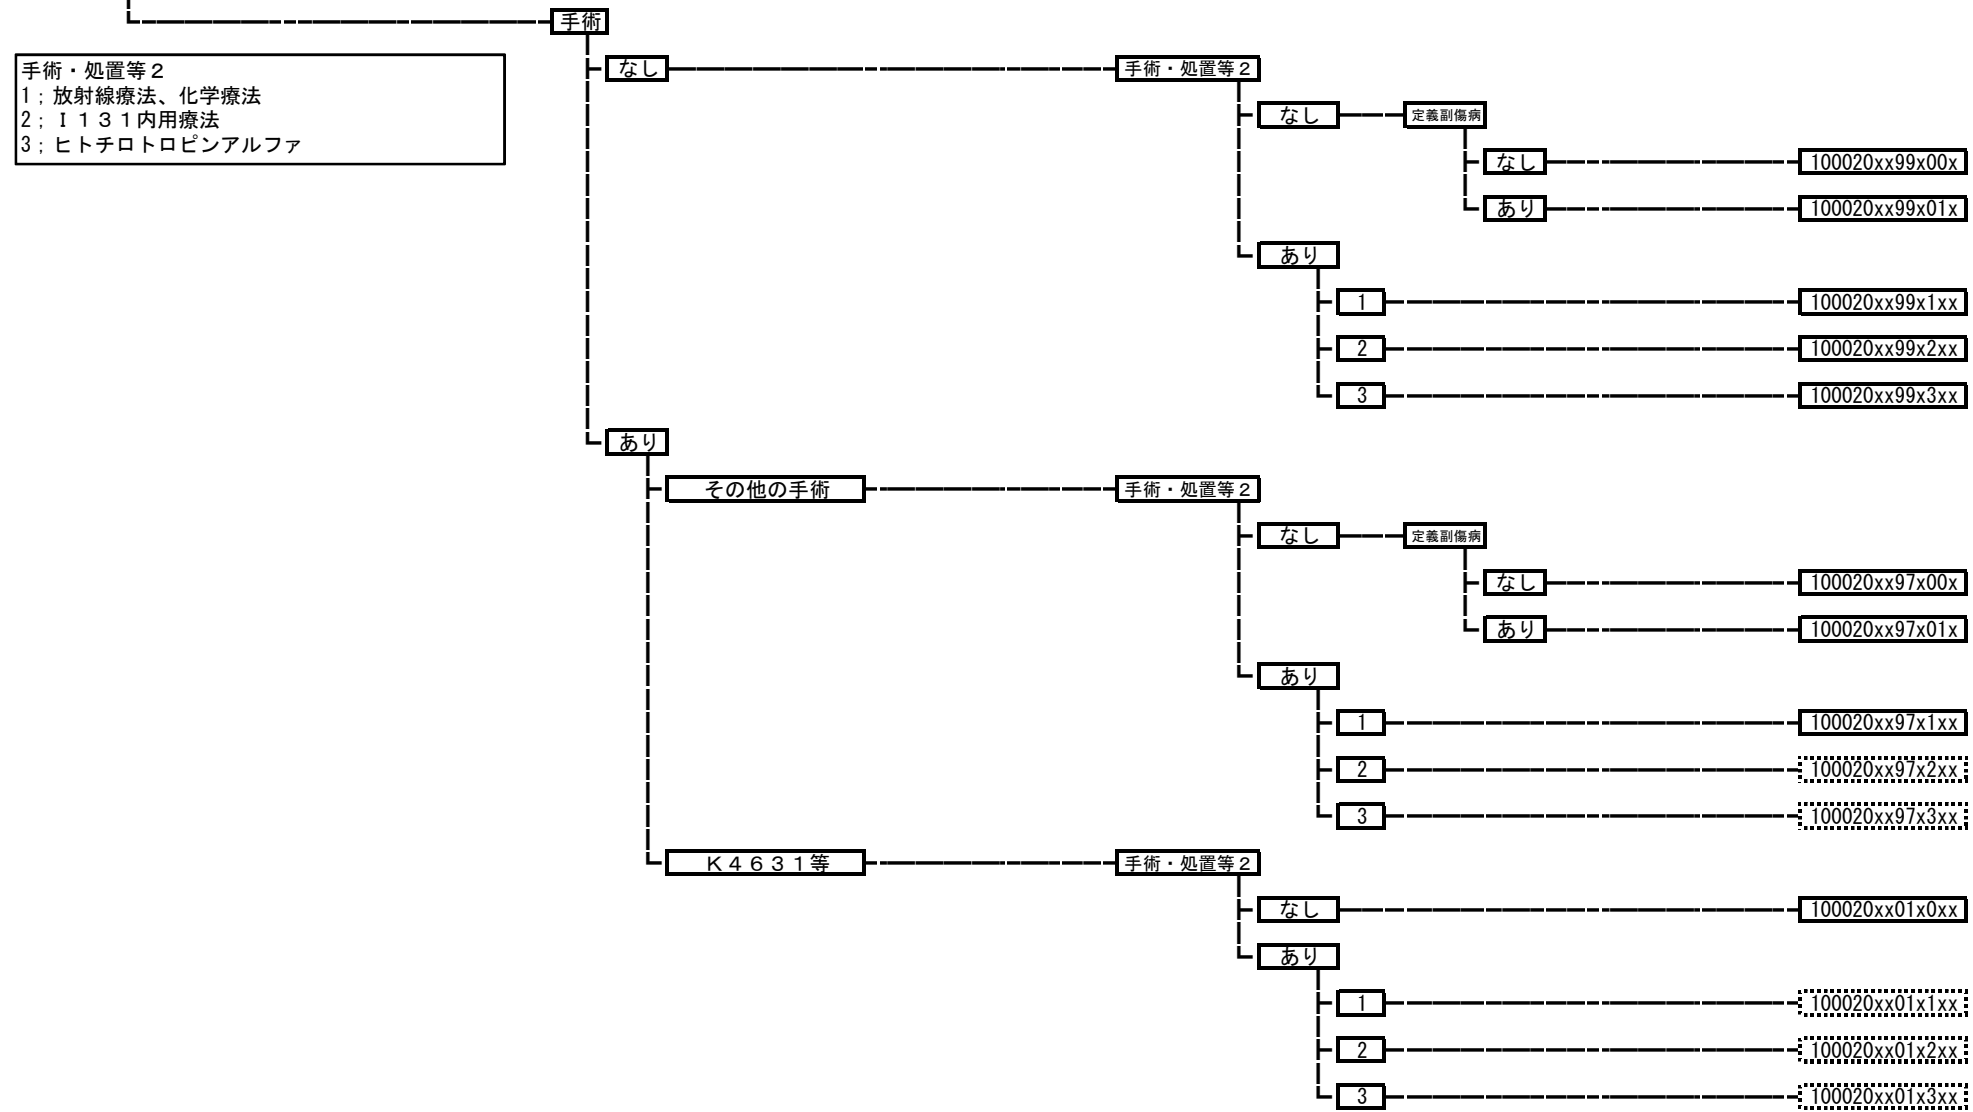 手術
手術・処置等２
1；放射線療法、化学療法
2；Ｉ１３１内用療法
3；ヒトチロトロピンアルファ
なし 手術・処置等２
なし 定義副傷病
なし 100020xx99x00x
あり 100020xx99x01x
あり
1 100020xx99x1xx
2 100020xx99x2xx
3 100020xx99x3xx
あり
その他の手術 手術・処置等２
なし 定義副傷病
なし 100020xx97x00x
あり 100020xx97x01x
あり
1 100020xx97x1xx
2 100020xx97x2xx
3 100020xx97x3xx
Ｋ４６３１等 手術・処置等２
なし 100020xx01x0xx
あり
1 100020xx01x1xx
2 100020xx01x2xx
3 100020xx01x3xx